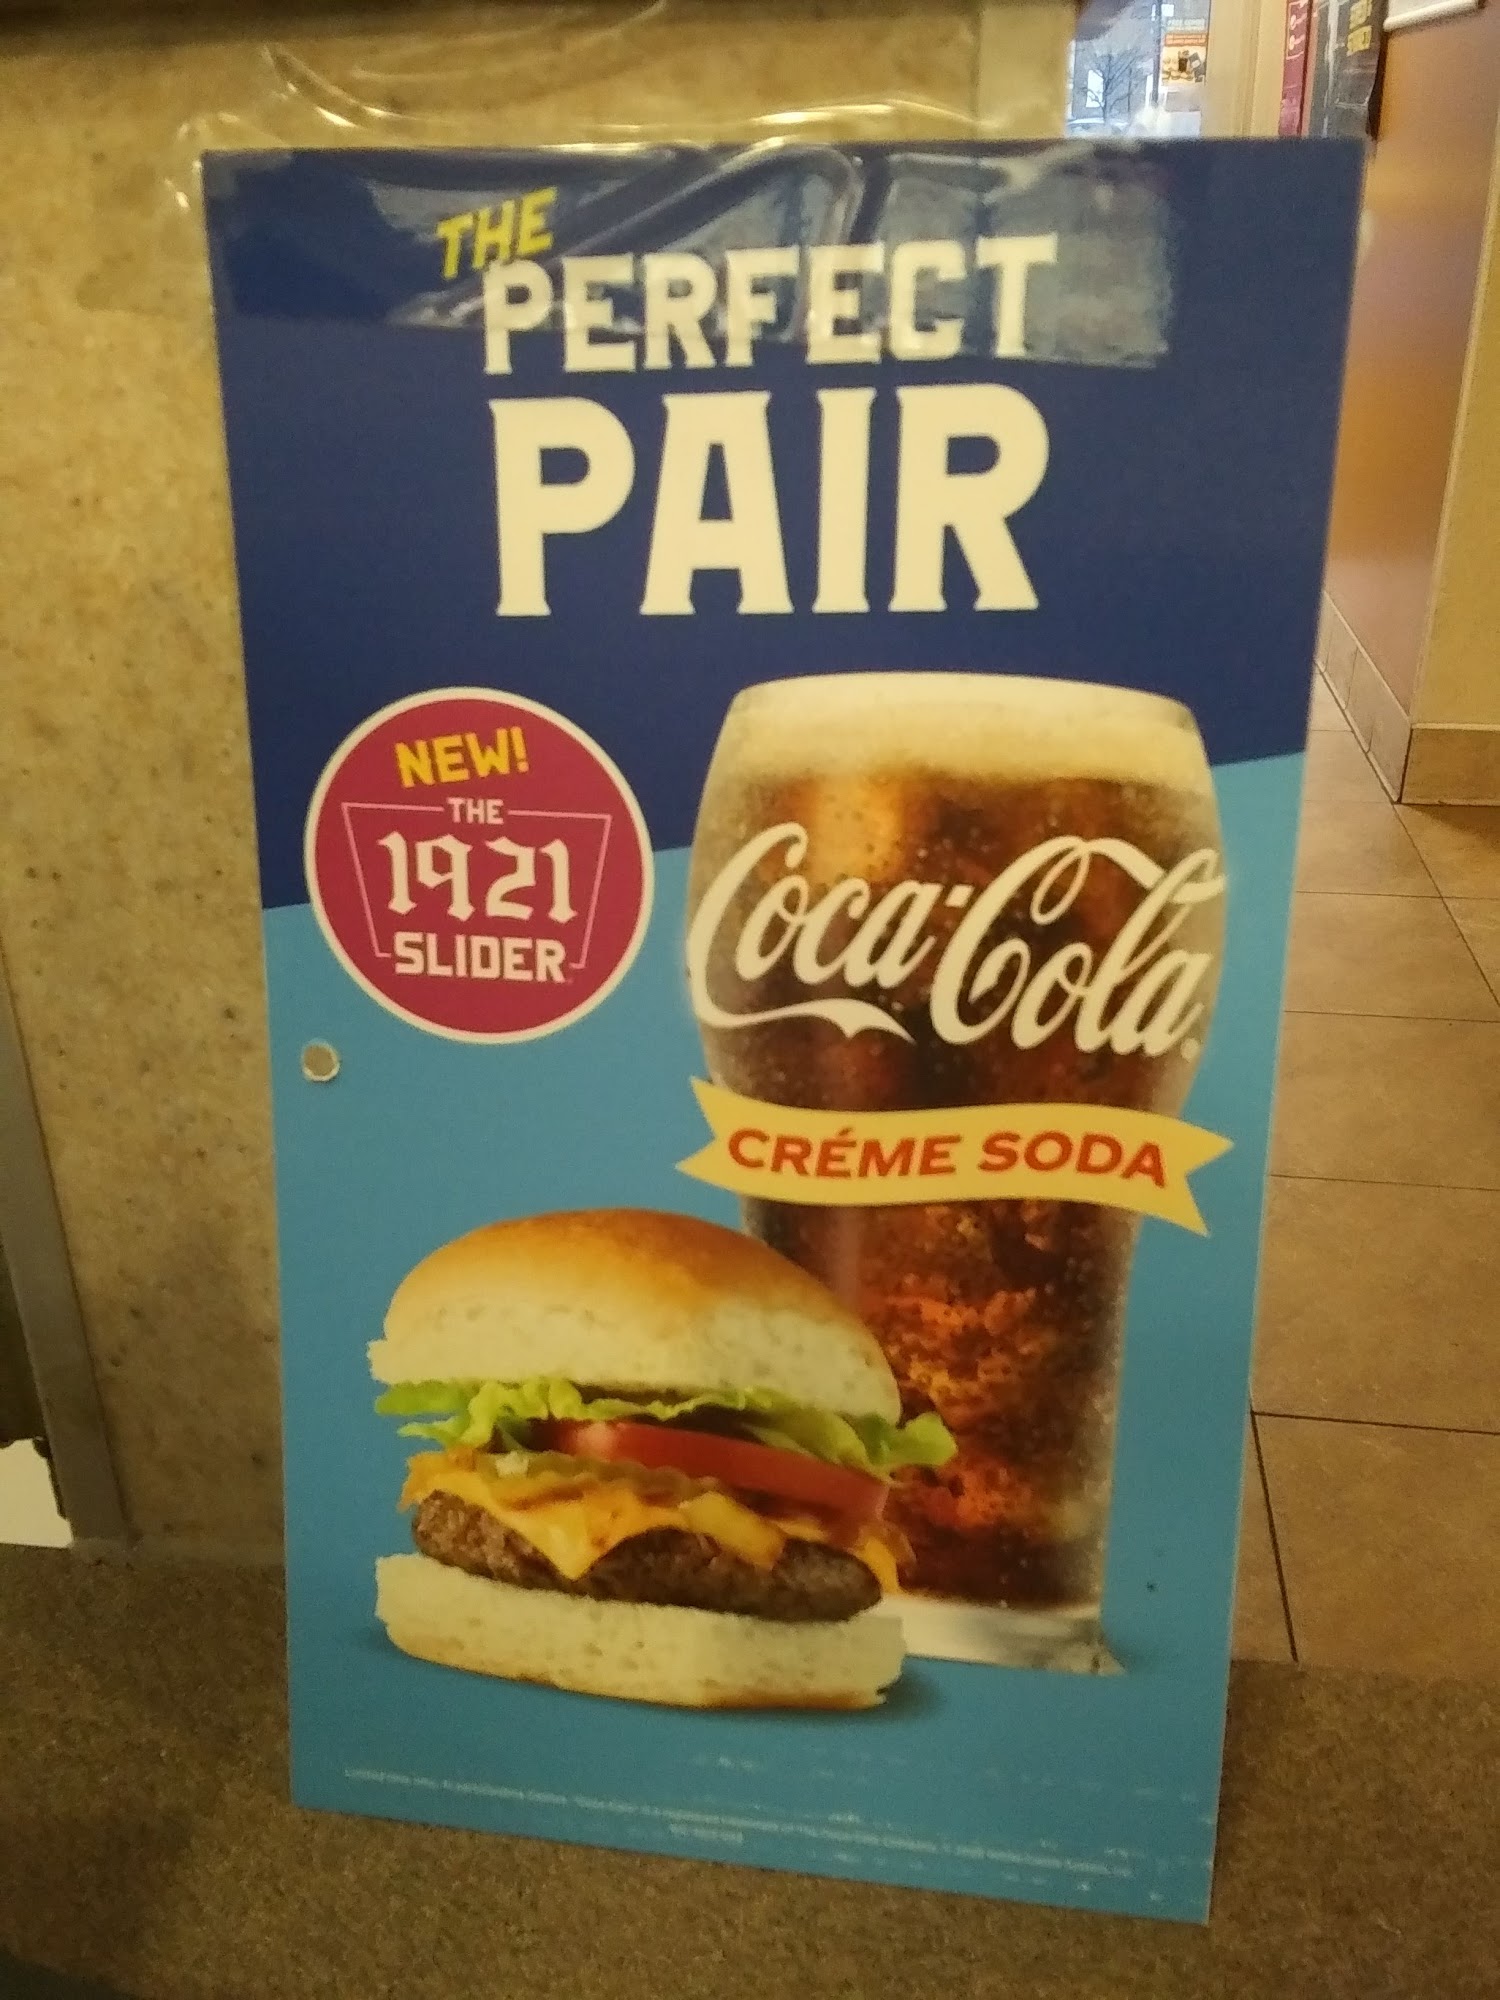 THE
PERFECT
PAIR
NEW!
THE
1921
SLIDER
Coca-Cola
CRÉME SODA